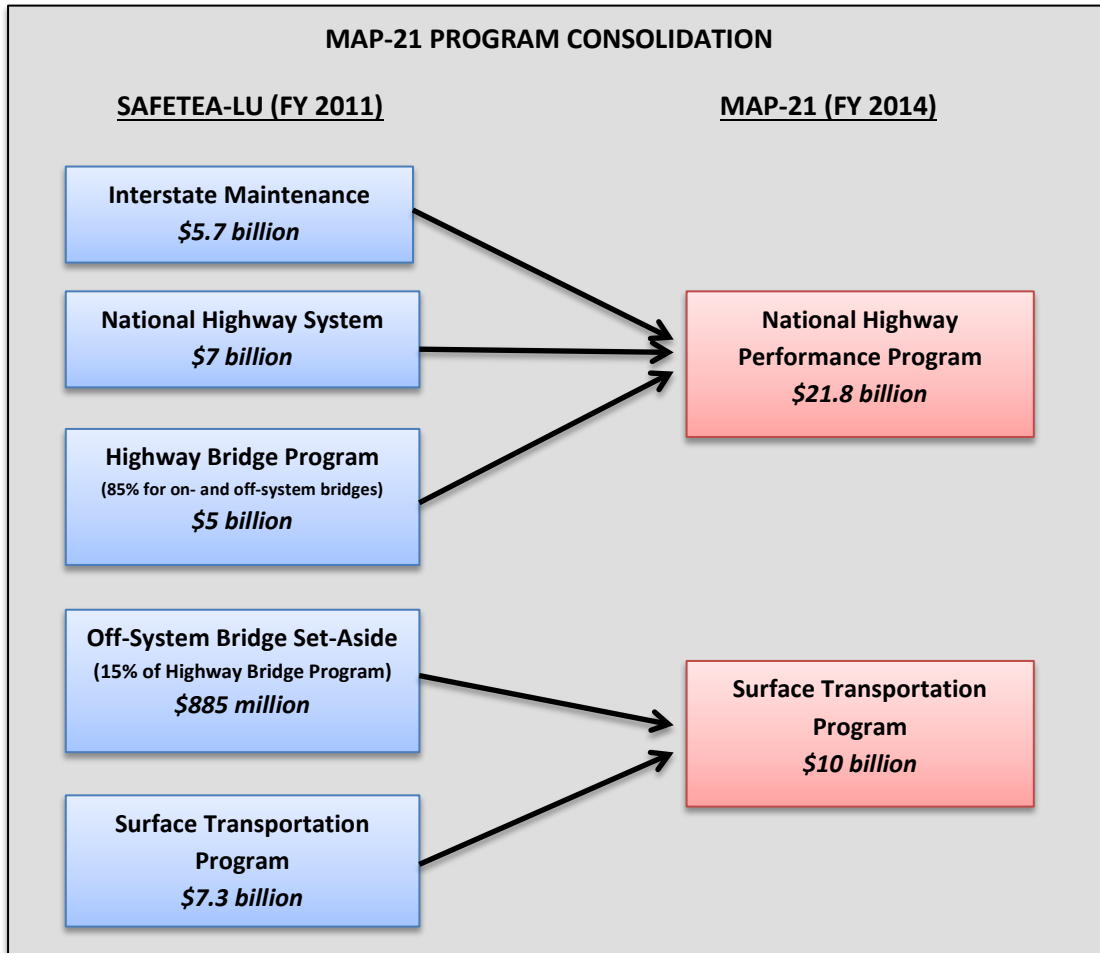 MAP-21 PROGRAM CONSOLIDATION
SAFETEA-LU (FY 2011)
MAP-21 (FY 2014)
Interstate Maintenance
$5.7 billion
National Highway System
$7 billion
Highway Bridge Program
(85% for on- and off-system bridges)
$5 billion
Off-System Bridge Set-Aside
(15% of Highway Bridge Program)
$885 million
Surface Transportation
Program
$7.3 billion
National Highway
Performance Program
$21.8 billion
Surface Transportation
Program
$10 billion